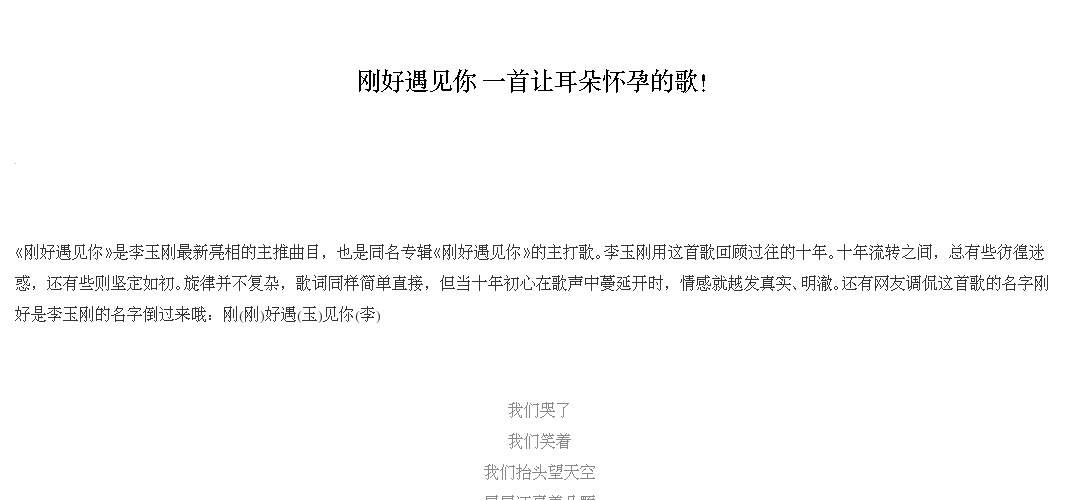 刚好遇见你 一首让耳朵怀孕的歌!
《刚好遇见你》是李玉刚最新亮相的主推曲目，也是同名专辑《刚好遇见你》的主打�。李玉刚用这首歌回顾过往的十年。十年流转之间，总有些彷徨迷
惑，还有些则坚定如初。旋律并不复杂，歌词同样简单直接，但当十年初心在歌声中蔓延开时，情感就越发真实、明澈。还有网友调侃这首歌的名字刚
好是李玉刚的名字倒过来哦：刚(刚)好遇(玉)见你(李)
我们哭了
我们笑着
我们抬头望天空